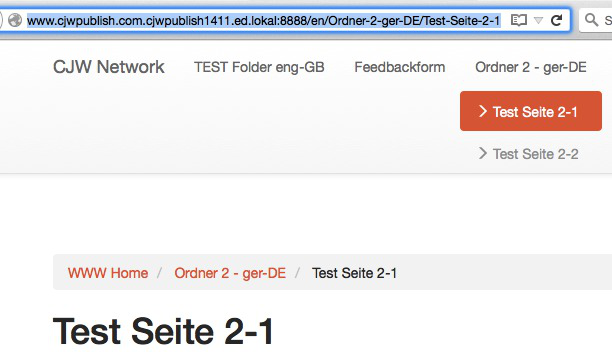 www.cjwpublish.com.cjwpublish1411.ed.lokal:8888/en/Ordner-2-ger-DE/Test-Seite-2-1
S
CJW Network TEST Folder eng-GB Feedbackform Ordner 2 - ger-DE
Test Seite 2-1
Test Seite 2-2
WWW Home / Ordner 2 - ger-DE / Test Seite 2-1
Test Seite 2-1